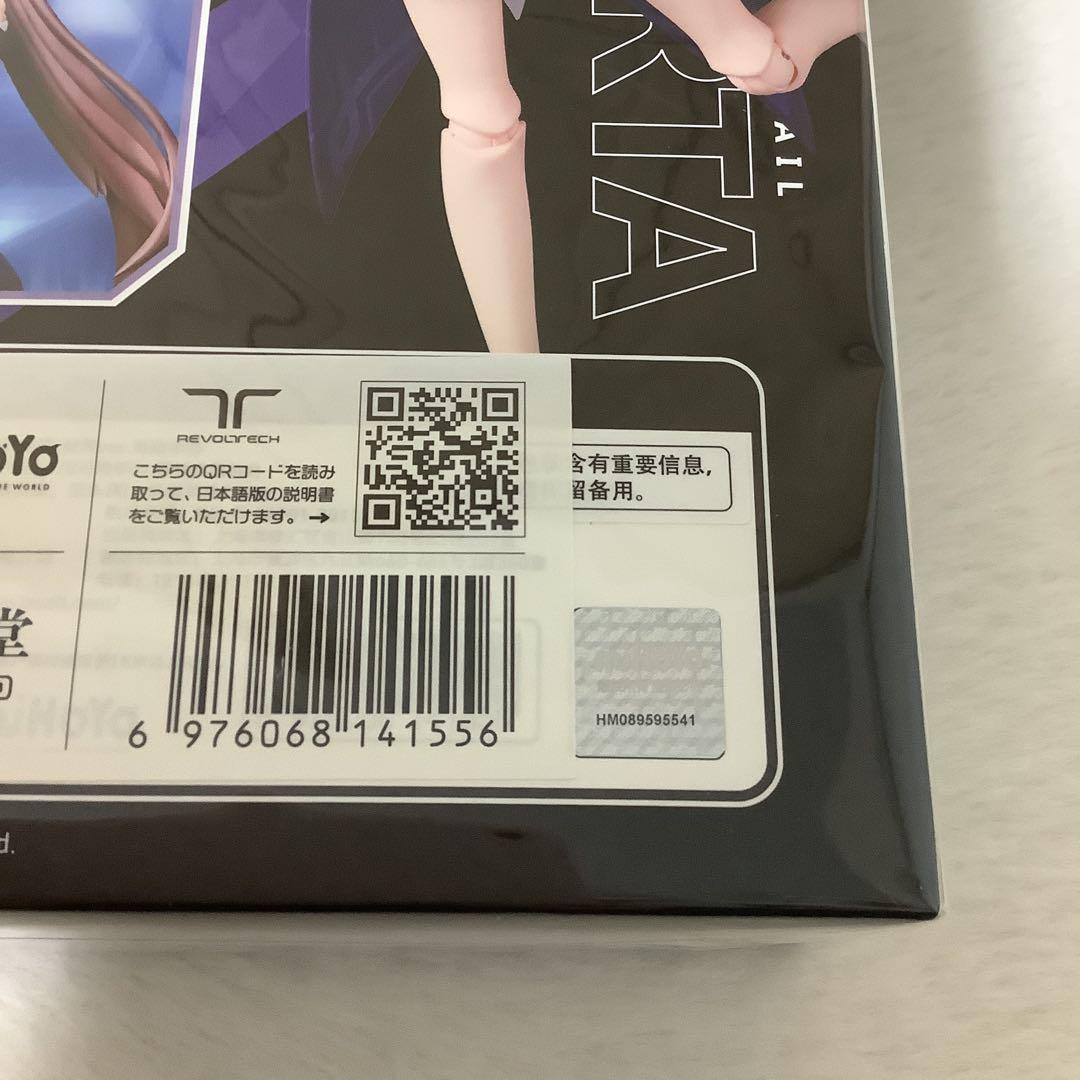 RTA
AIL
oYo
E WORLD
REVOLTECH
こちらのQRコードを読み
取って、日本語版の説明書
をご覧いただけます。→
含有重要信息,
留备用。
堂
6 976068 141556
HM089595541
d.